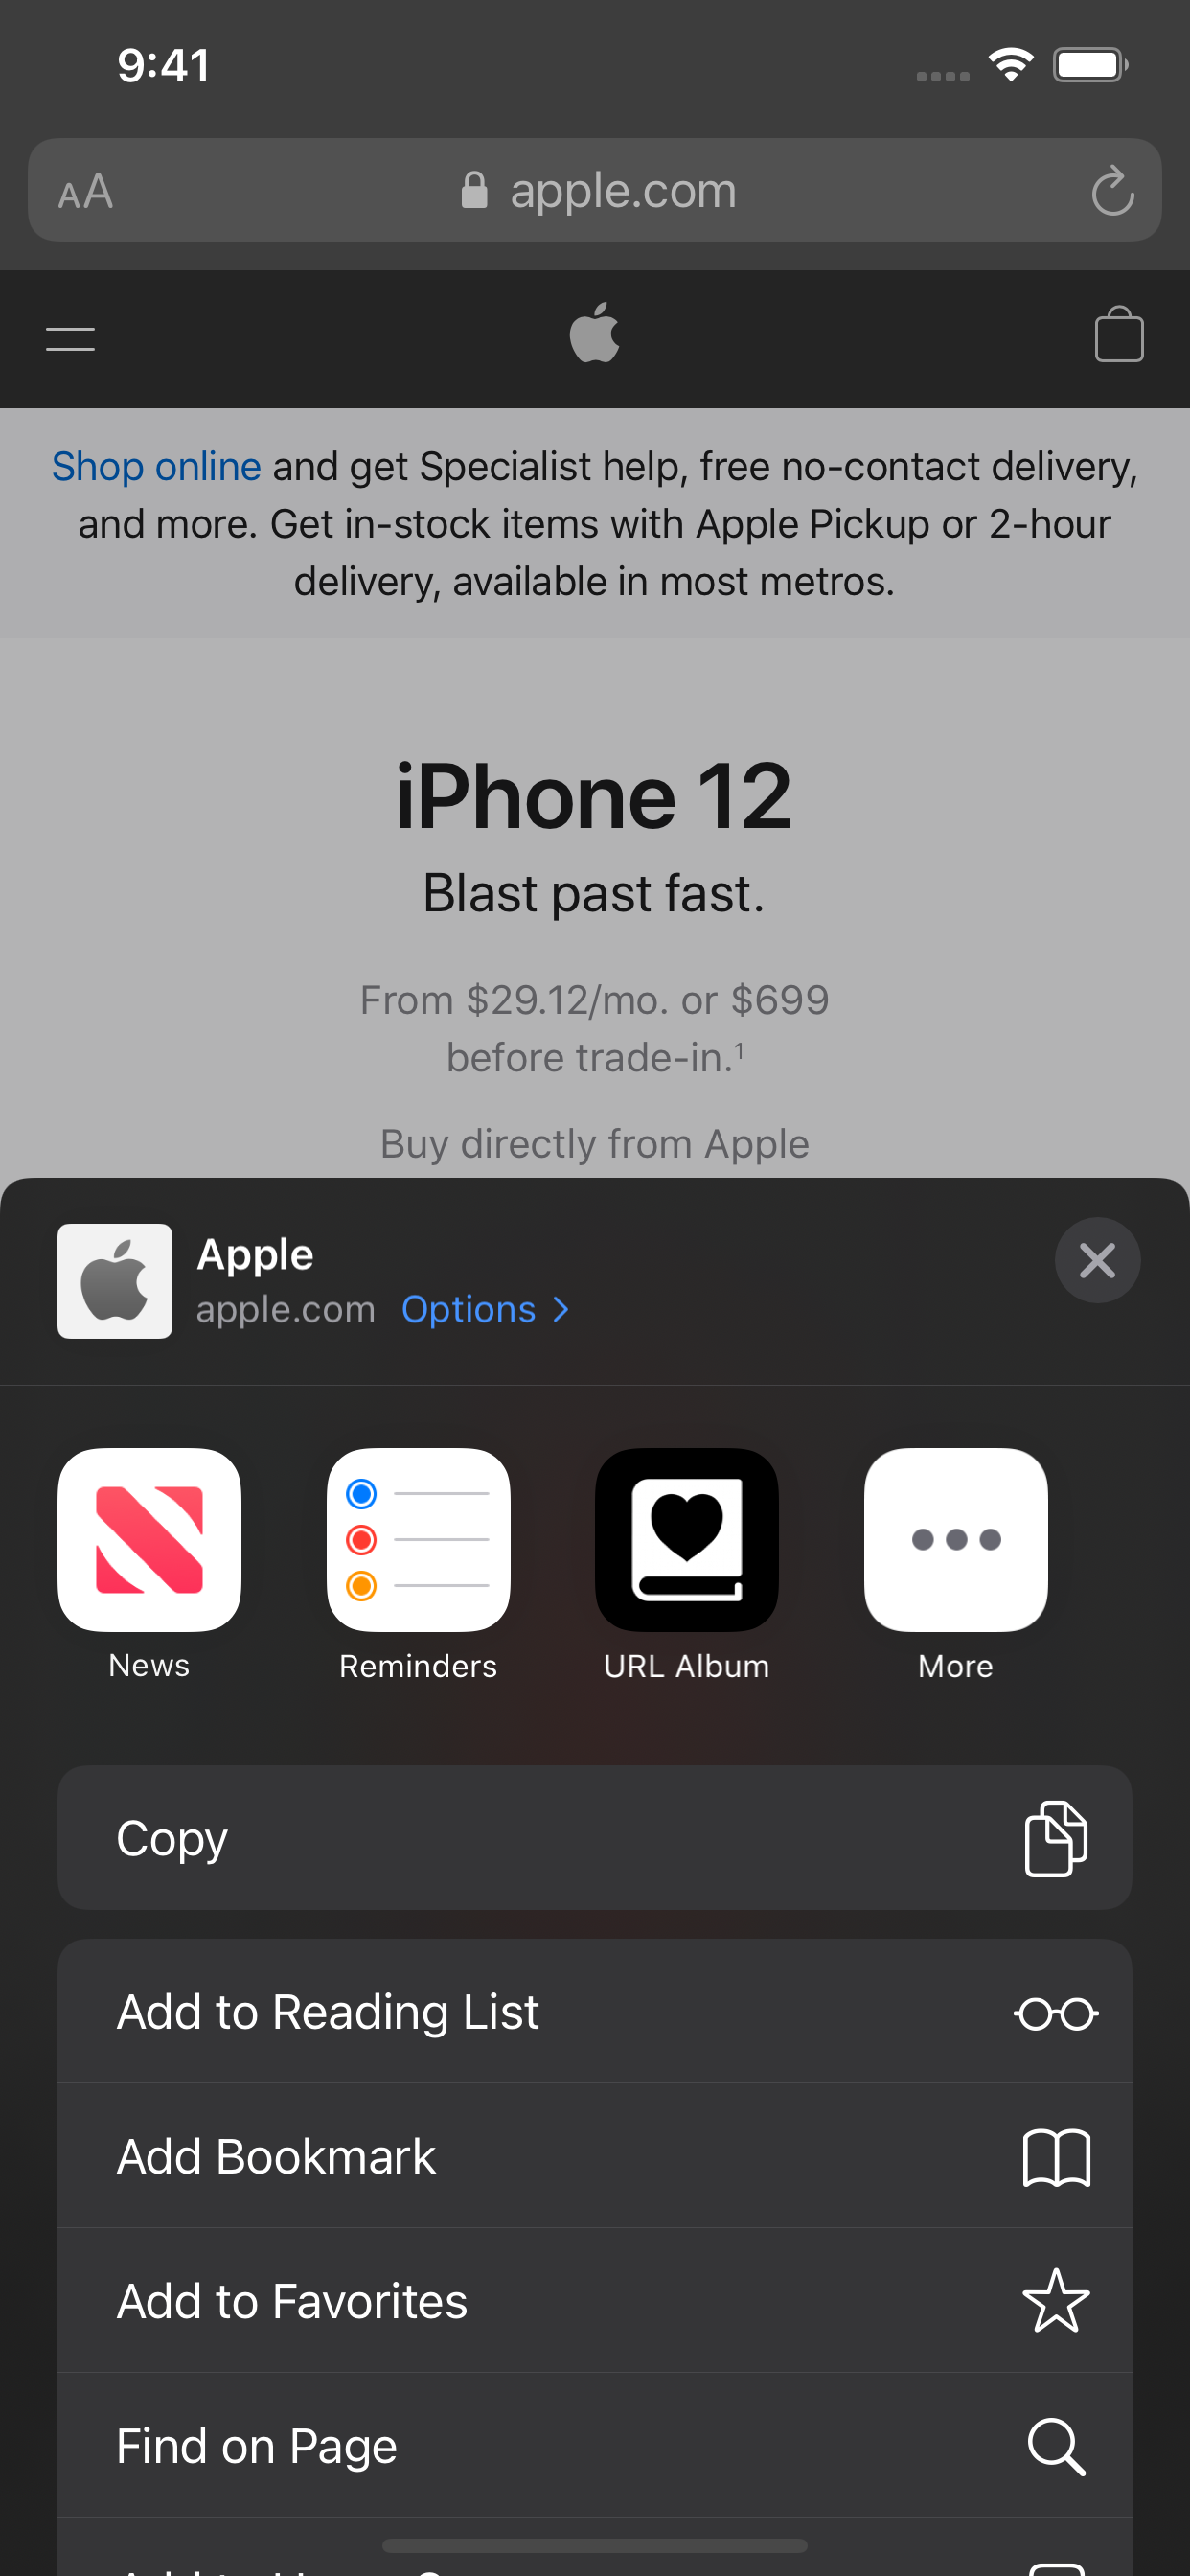 9:41
AA
apple.com
Shop online and get Specialist help, free no-contact delivery,
and more. Get in-stock items with Apple Pickup or 2-hour
delivery, available in most metros.
iPhone 12
Blast past fast.
From $29.12/mo. or $699
before trade-in.¹
Buy directly from Apple
Apple
apple.com Options >
News
Reminders
URL Album
More
Copy
Add to Reading List
Add Bookmark
Add to Favorites
Find on Page